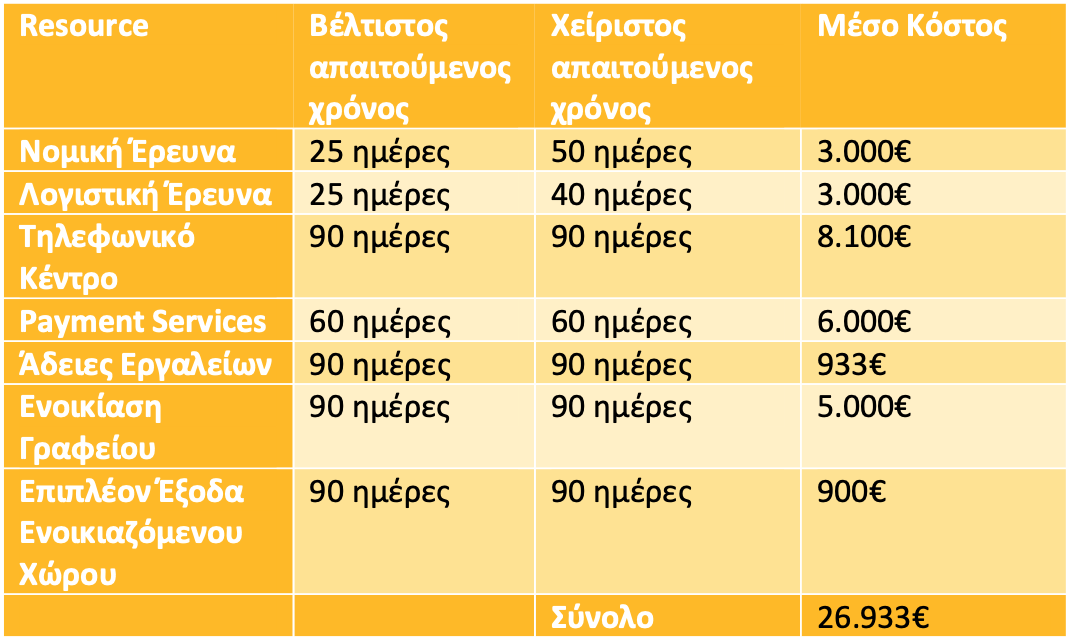 Resource Βέλτιστος απαιτούμενος χρόνος Χείριστος απαιτούμενος χρόνος Μέσο Κόστος
Νομική Έρευνα 25 ημέρες 50 ημέρες 3.000€
Λογιστική Έρευνα 25 ημέρες 40 ημέρες 3.000€
Τηλεφωνικό Κέντρο 90 ημέρες 90 ημέρες 8.100€
Payment Services 60 ημέρες 60 ημέρες 6.000€
Άδειες Εργαλείων 90 ημέρες 90 ημέρες 933€
Ενοικίαση Γραφείου 90 ημέρες 90 ημέρες 5.000€
Επιπλέον Έξοδα Ενοικιαζόμενου Χώρου 90 ημέρες 90 ημέρες 900€
Σύνολο 26.933€